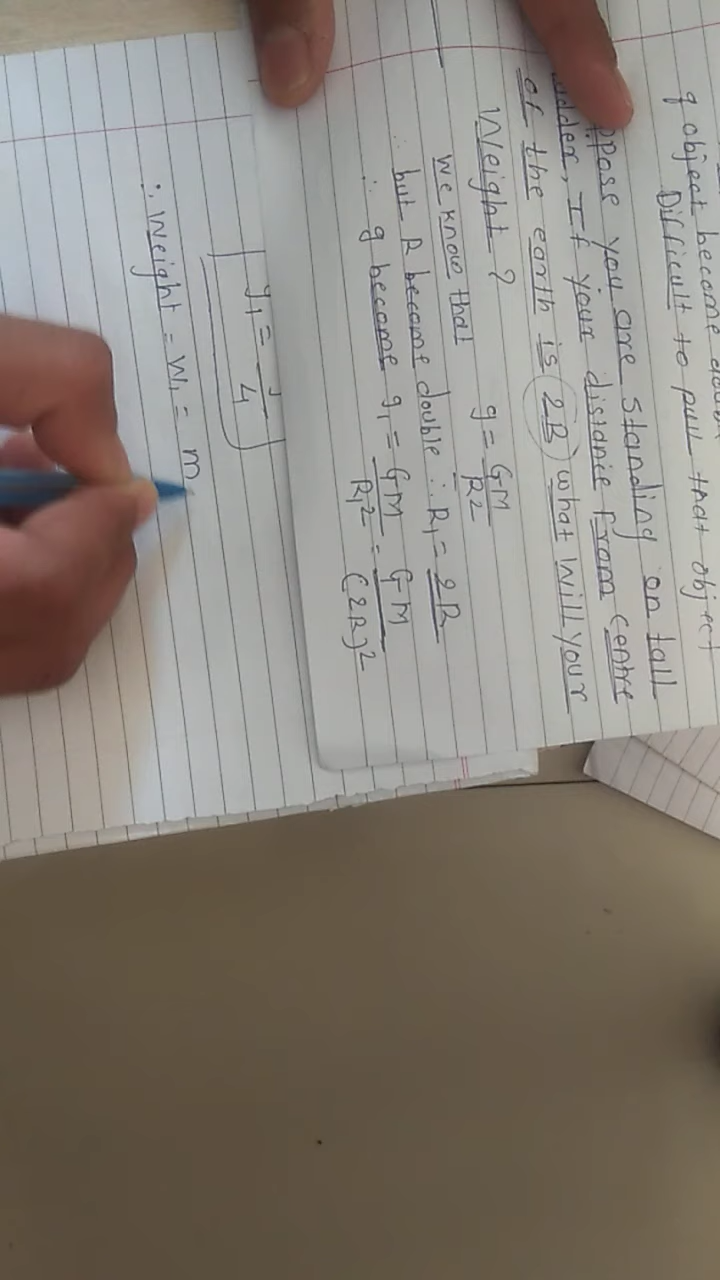 g object become
Difficult to pull that object
ppose you are standing on tall
adder, If your distance from centre
of the earth is 2R what will your
Weight ?
We know that g = GM/R2
but R become double ∴ R1 = 2R
∴ g become g1 = GM/R1² = GM/(2R)²
g1 = /4
∴ Weight = W1 = m